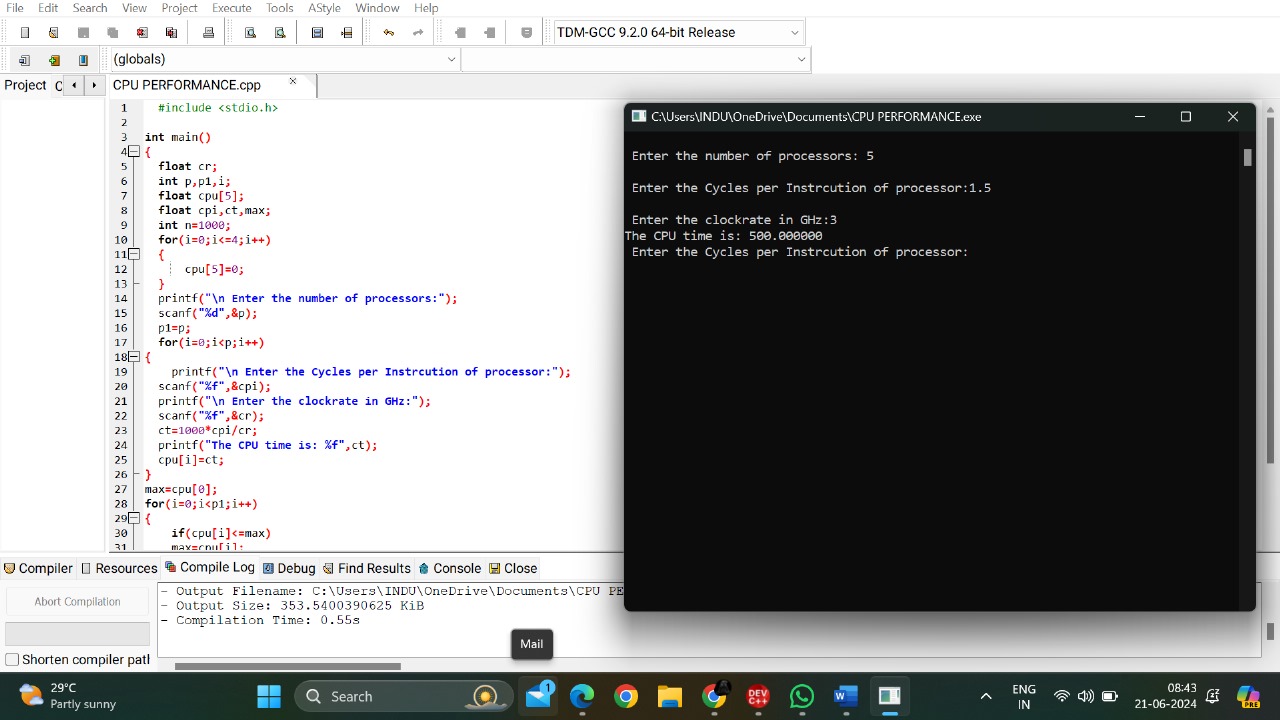 File Edit Search View Project Execute Tools AStyle Window Help
TDM-GCC 9.2.0 64-bit Release
(globals)
Project C CPU PERFORMANCE.cpp
1 #include <stdio.h>
2
3 int main()
4 {
5 float cr;
6 int p,p1,i;
7 float cpu[5];
8 float cpi,ct,max;
9 int n=1000;
10 for(i=0;i<=4;i++)
11 {
12 cpu[5]=0;
13 }
14 printf("\n Enter the number of processors:");
15 scanf("%d",&p);
16 p1=p;
17 for(i=0;i<p;i++)
18 {
19 printf("\n Enter the Cycles per Instrcution of processor:");
20 scanf("%f",&cpi);
21 printf("\n Enter the clockrate in GHz:");
22 scanf("%f",&cr);
23 ct=1000*cpi/cr;
24 printf("The CPU time is: %f",ct);
25 cpu[i]=ct;
26 }
27 max=cpu[0];
28 for(i=0;i<p1;i++)
29 {
30 if(cpu[i]<=max)
31 max=cpu[i];
C:\Users\INDU\OneDrive\Documents\CPU PERFORMANCE.exe
Enter the number of processors: 5
Enter the Cycles per Instrcution of processor:1.5
Enter the clockrate in GHz:3
The CPU time is: 500.000000
Enter the Cycles per Instrcution of processor:
Compiler Resources Compile Log Debug Find Results Console Close
Abort Compilation
Shorten compiler patl
- Output Filename: C:\Users\INDU\OneDrive\Documents\CPU PE
- Output Size: 353.5400390625 KiB
- Compilation Time: 0.55s
Mail
29°C
Partly sunny
Search
1
DEV
C++
W
ENG
IN
08:43
21-06-2024
PRE